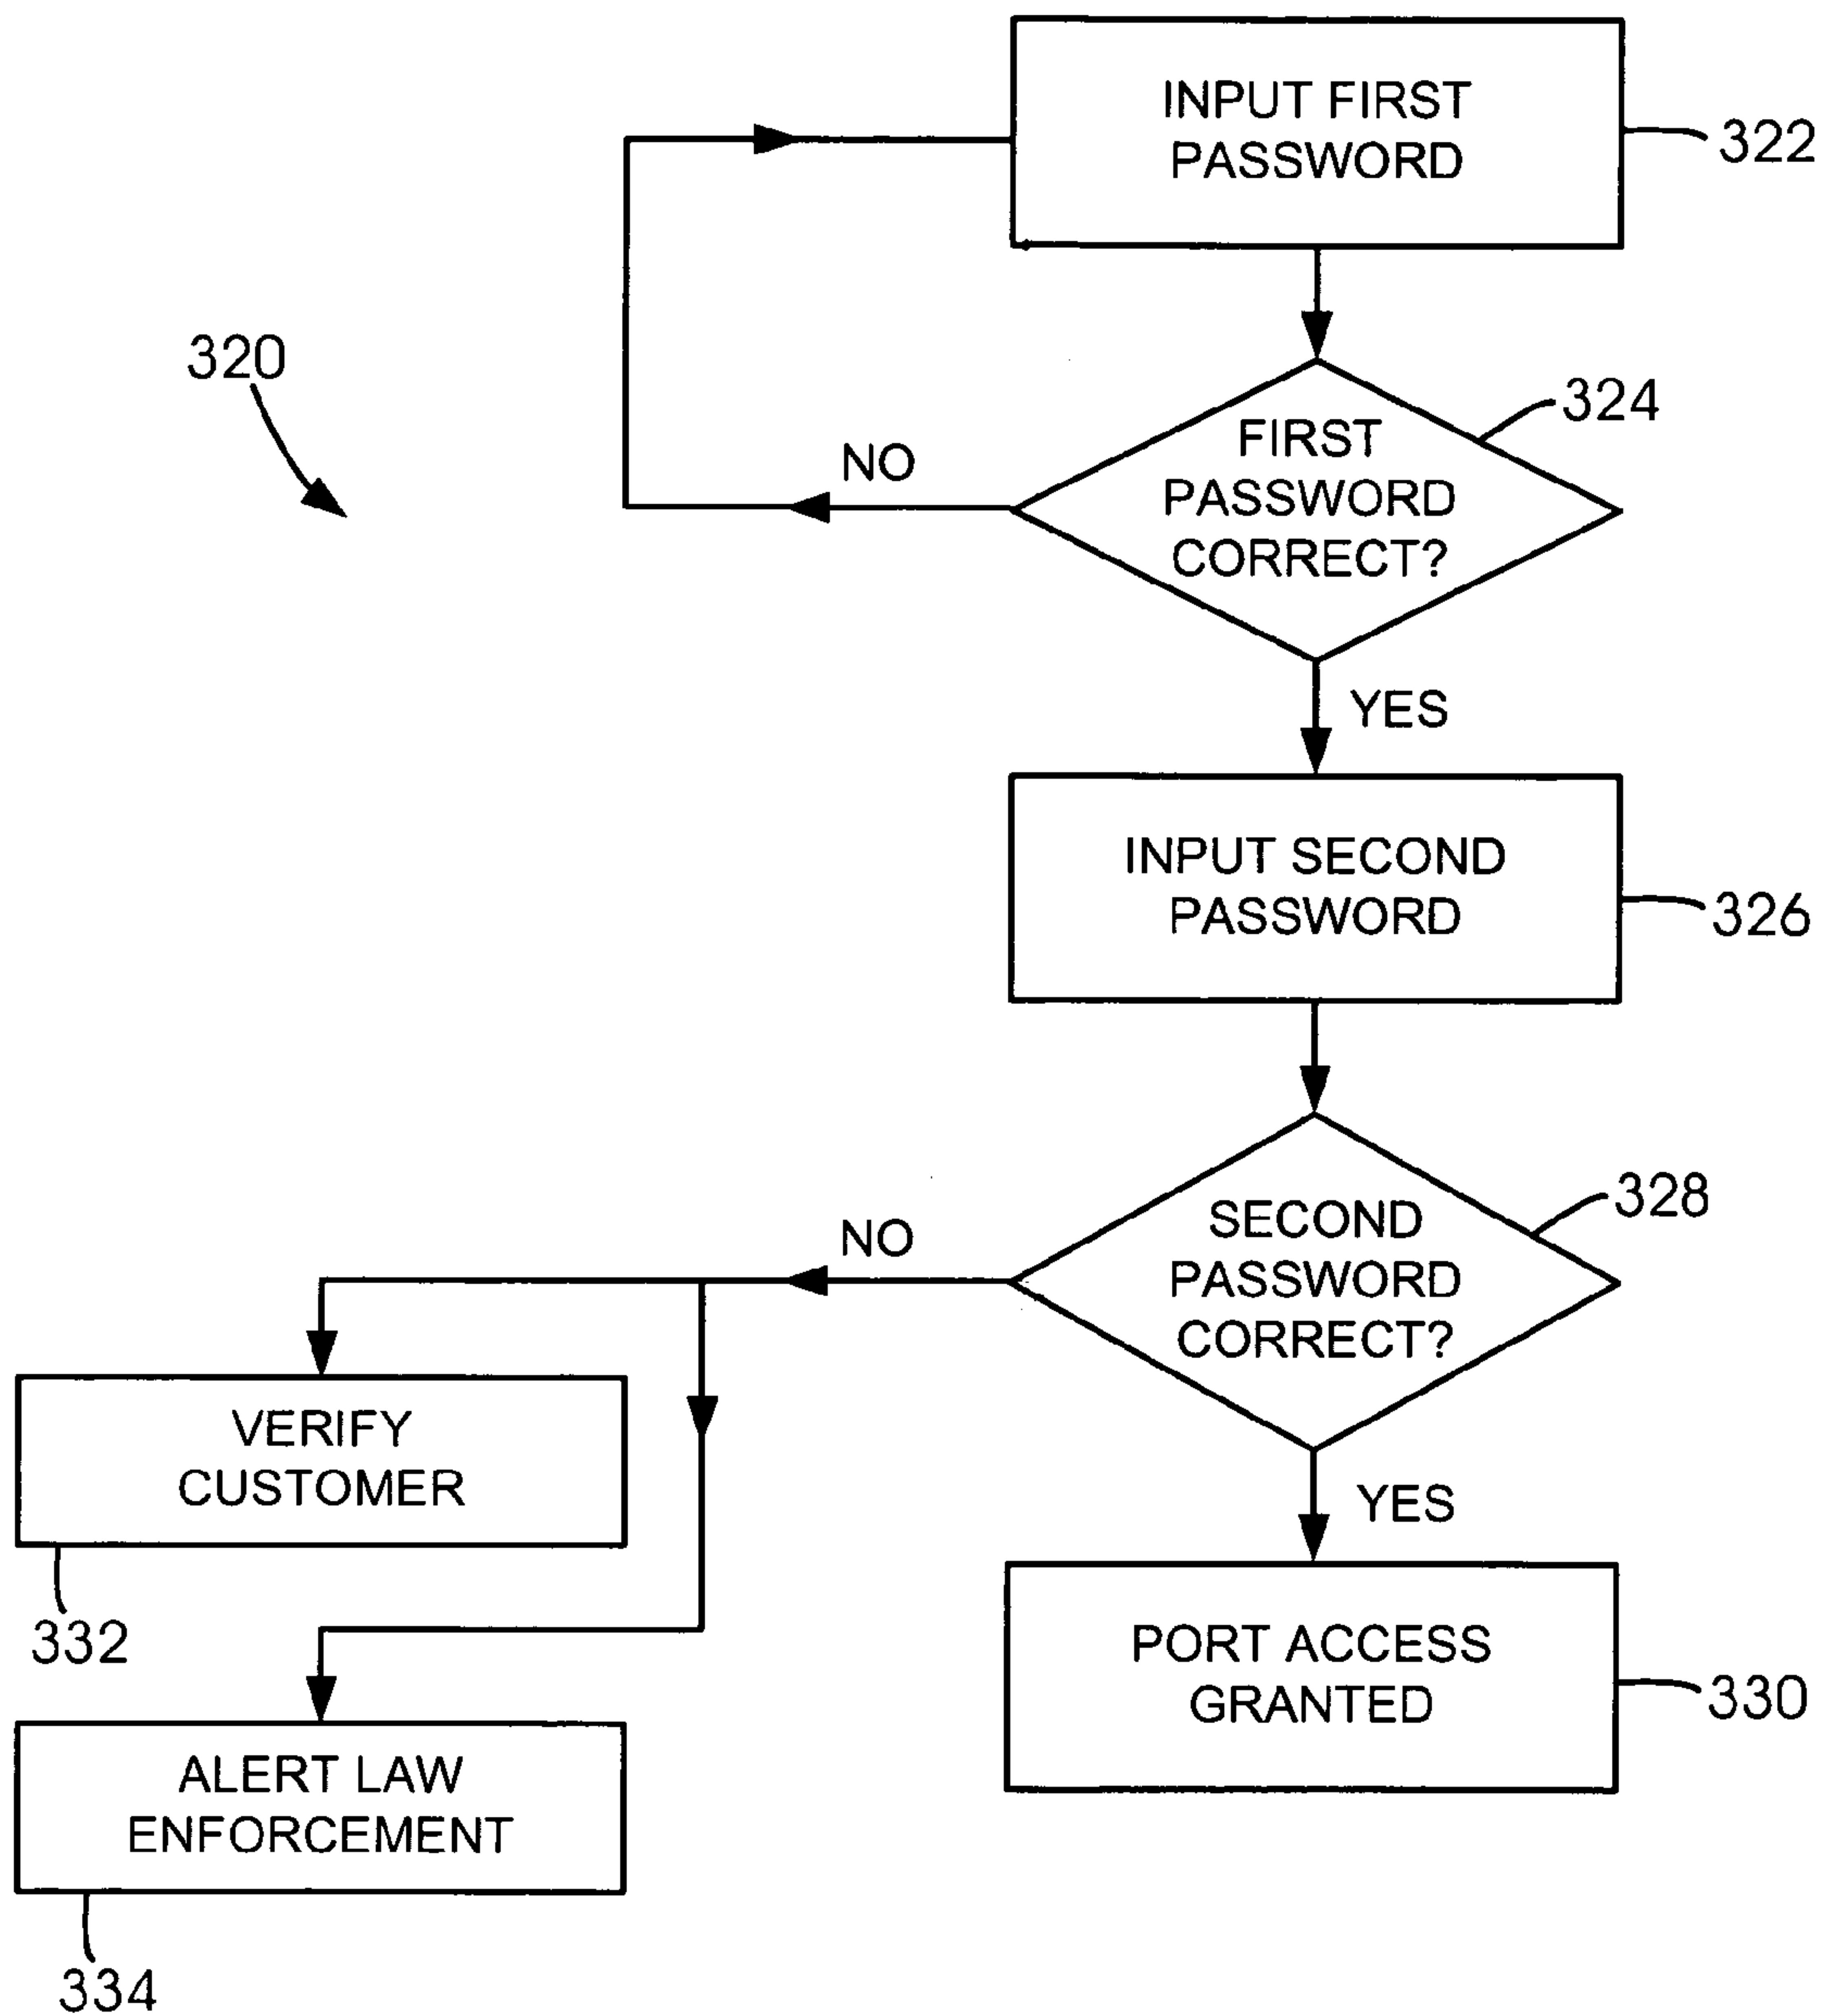 INPUT FIRST
PASSWORD
322
320
324
FIRST
PASSWORD
CORRECT?
NO
YES
INPUT SECOND
PASSWORD
326
328
SECOND
PASSWORD
CORRECT?
NO
YES
VERIFY
CUSTOMER
332
PORT ACCESS
GRANTED
330
ALERT LAW
ENFORCEMENT
334